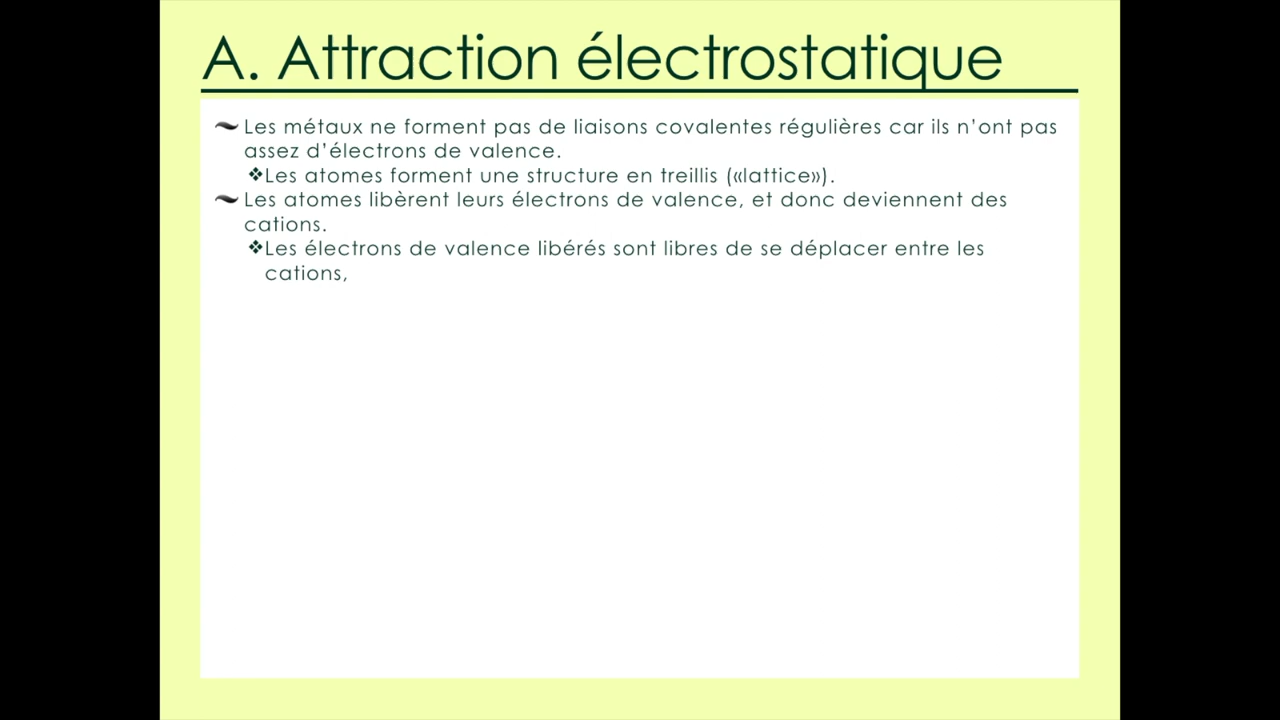 A. Attraction électrostatique
Les métaux ne forment pas de liaisons covalentes régulières car ils n’ont pas
assez d’électrons de valence.
❖Les atomes forment une structure en treillis («lattice»).
Les atomes libèrent leurs électrons de valence, et donc deviennent des
cations.
❖Les électrons de valence libérés sont libres de se déplacer entre les
cations,